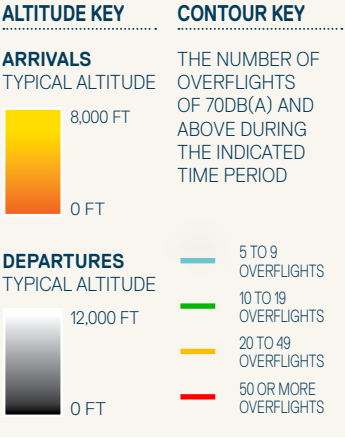 ALTITUDE KEY
ARRIVALS
TYPICAL ALTITUDE
8,000 FT
0 FT
DEPARTURES
TYPICAL ALTITUDE
12,000 FT
0 FT
CONTOUR KEY
THE NUMBER OF
OVERFLIGHTS
OF 70DB(A) AND
ABOVE DURING
THE INDICATED
TIME PERIOD
5 TO 9
OVERFLIGHTS
10 TO 19
OVERFLIGHTS
20 TO 49
OVERFLIGHTS
50 OR MORE
OVERFLIGHTS